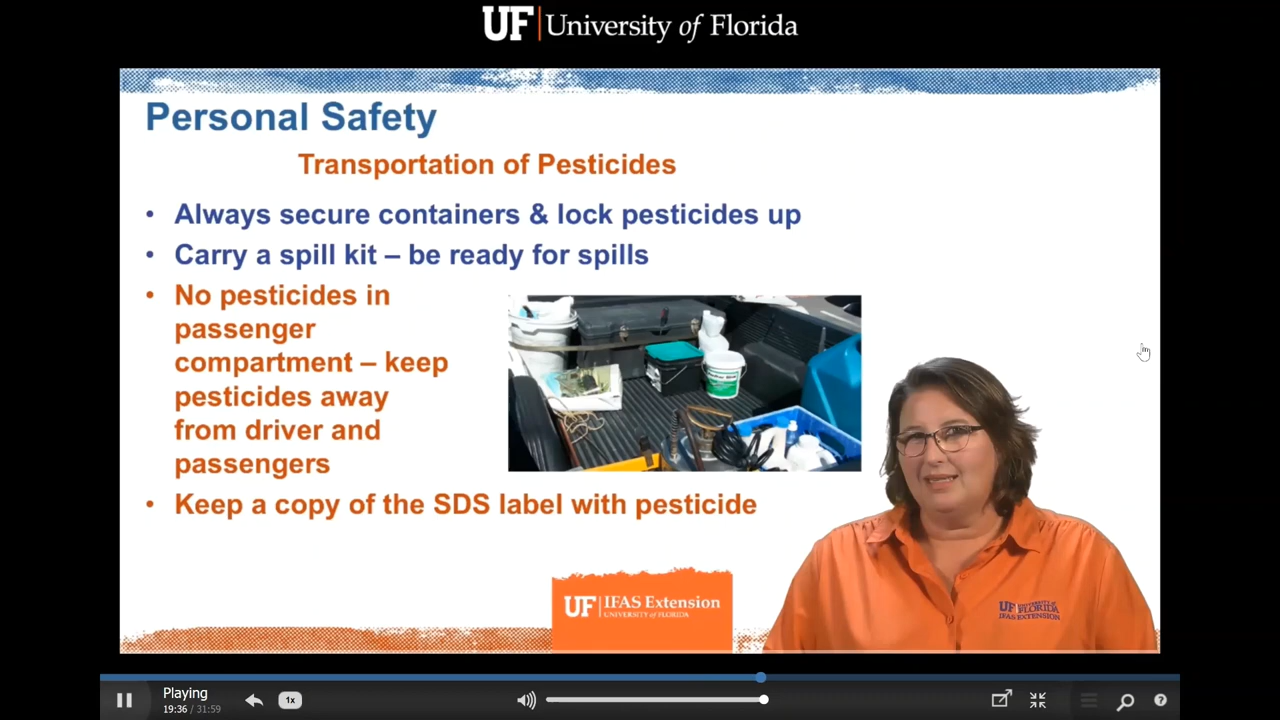 UF University of Florida
Personal Safety
Transportation of Pesticides
• Always secure containers & lock pesticides up
• Carry a spill kit – be ready for spills
• No pesticides in
passenger
compartment – keep
pesticides away
from driver and
passengers
• Keep a copy of the SDS label with pesticide
UF IFAS Extension
UNIVERSITY of FLORIDA
UF UNIVERSITY of
FLORIDA
IFAS EXTENSION
Playing
19:36 / 31:59
1x